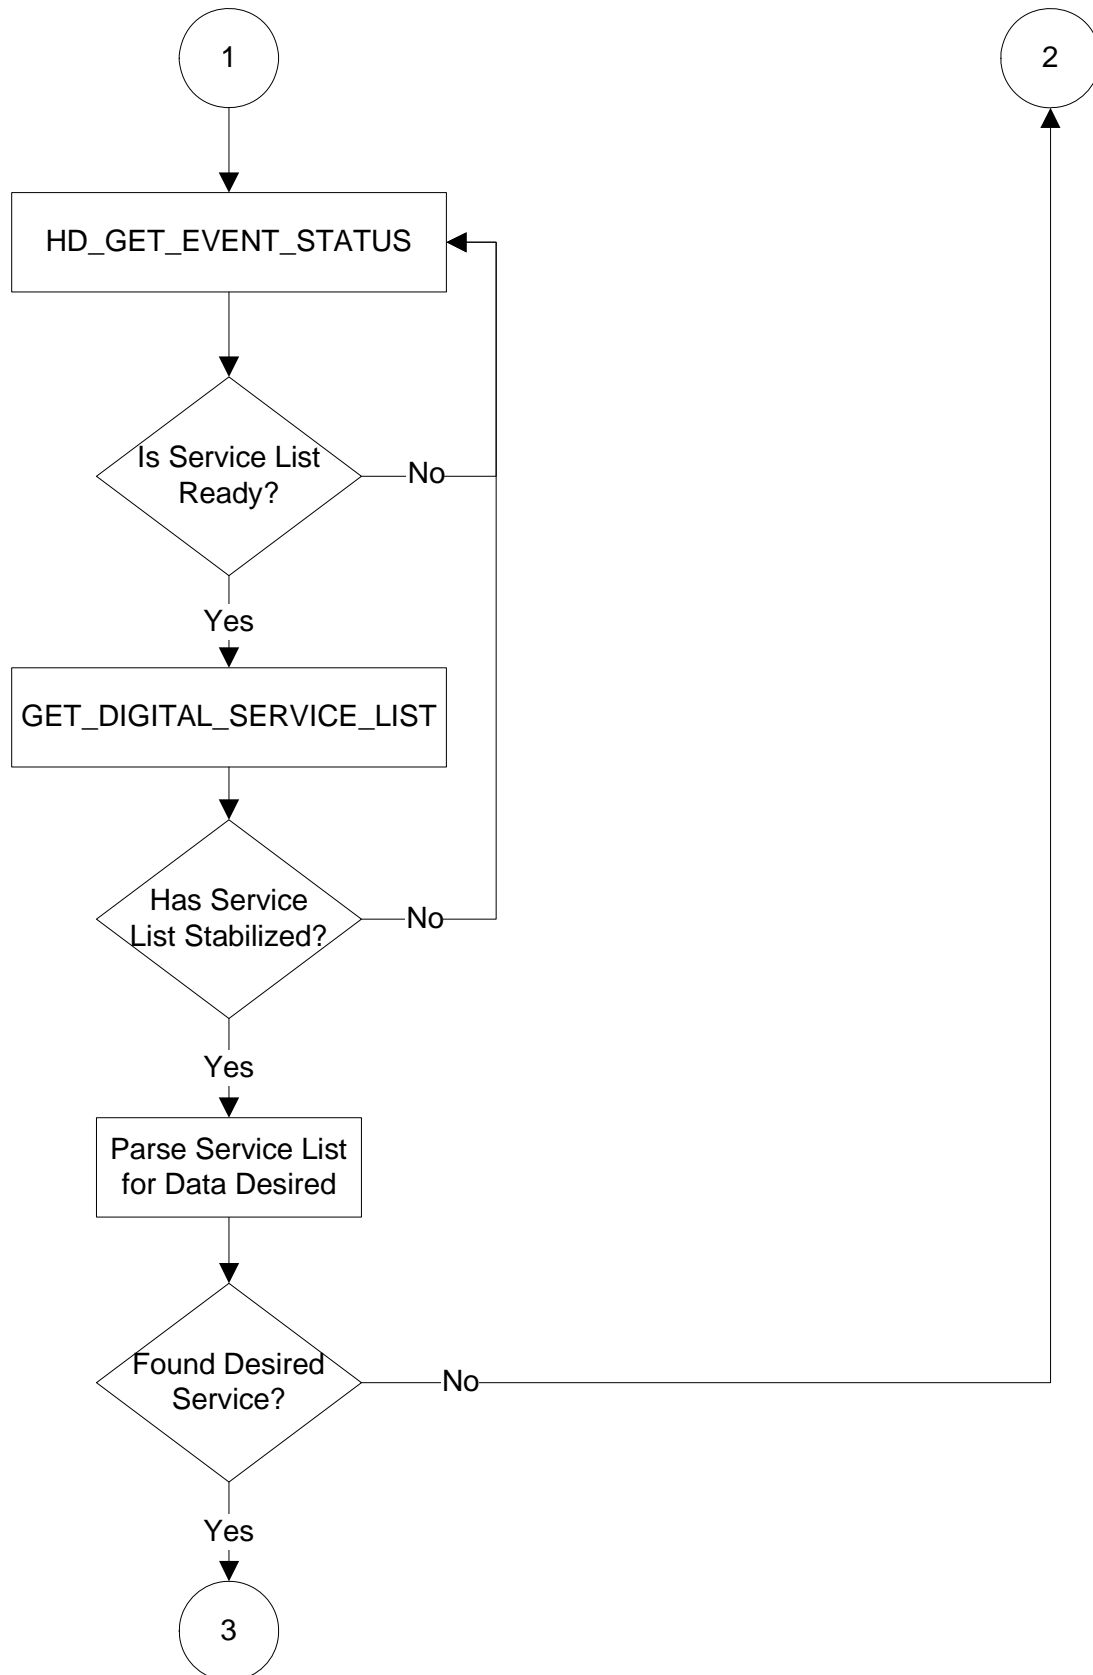 1
2
HD_GET_EVENT_STATUS
Is Service List
Ready?
No
Yes
GET_DIGITAL_SERVICE_LIST
Has Service
List Stabilized?
No
Yes
Parse Service List
for Data Desired
Found Desired
Service?
No
Yes
3